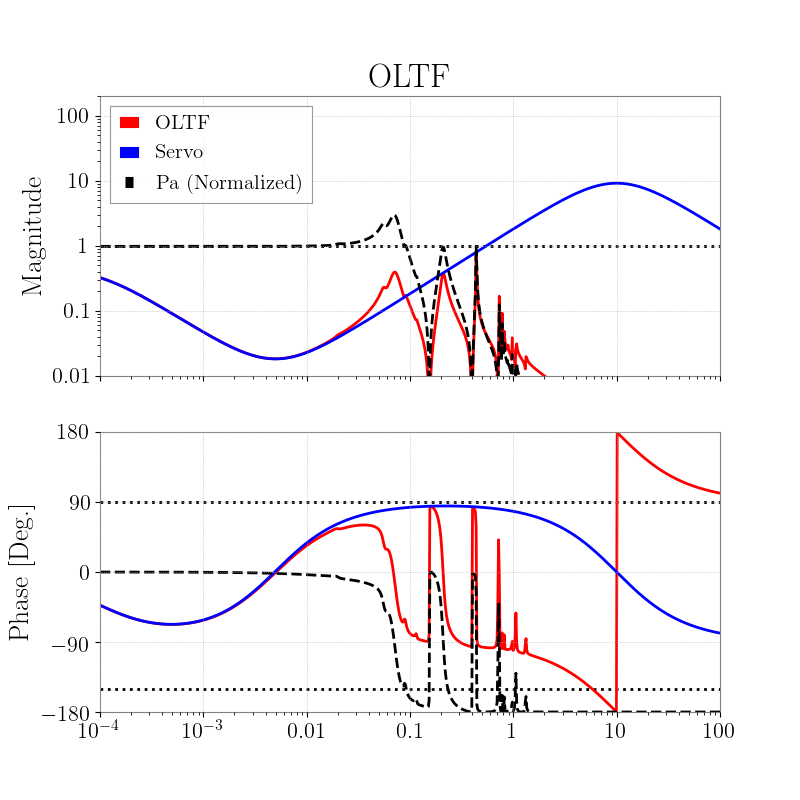 OLTF
100
10
1
0.1
0.01
Magnitude
OLTF
Servo
Pa (Normalized)
180
90
0
−90
−180
Phase [Deg.]
10⁻⁴
10⁻³
0.01
0.1
1
10
100